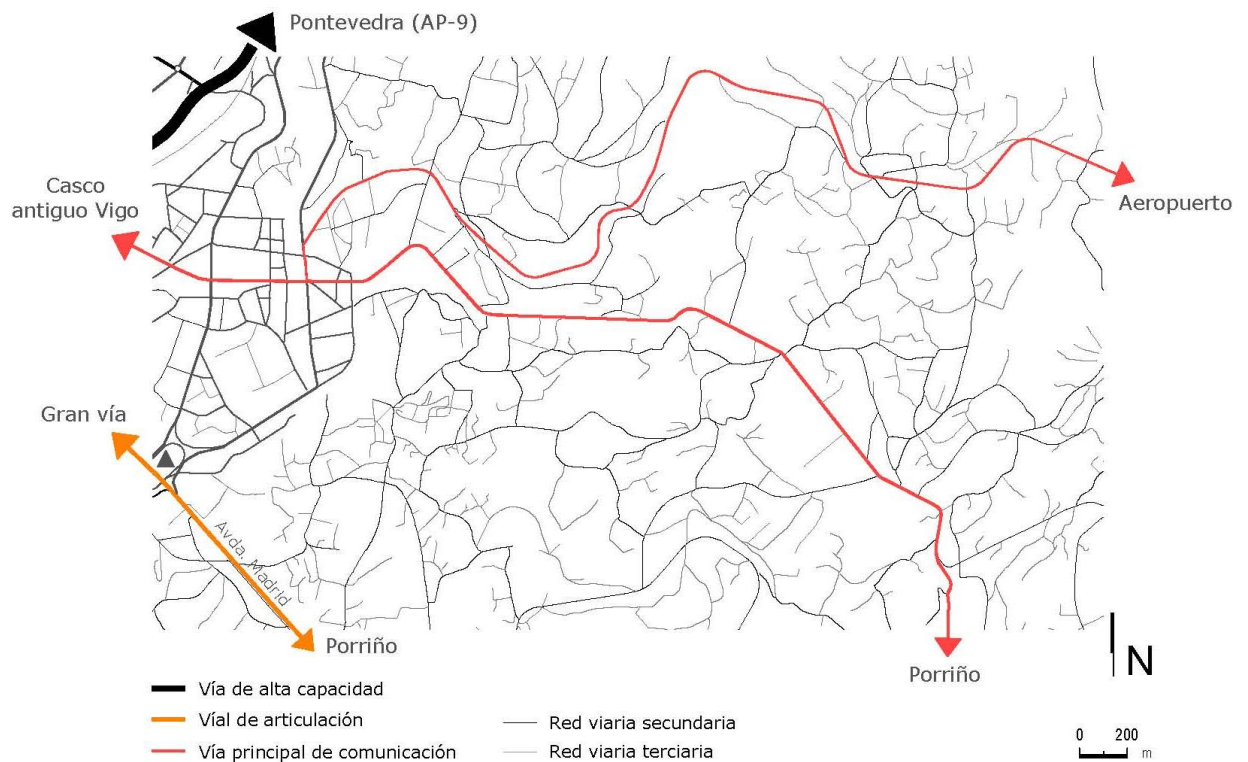 Pontevedra (AP-9)
Casco
antiguo Vigo
Aeropuerto
Gran vía
Avda. Madrid
Porriño
Porriño
N
Vía de alta capacidad
Víal de articulación
Vía principal de comunicación
Red viaria secundaria
Red viaria terciaria
0 200
m